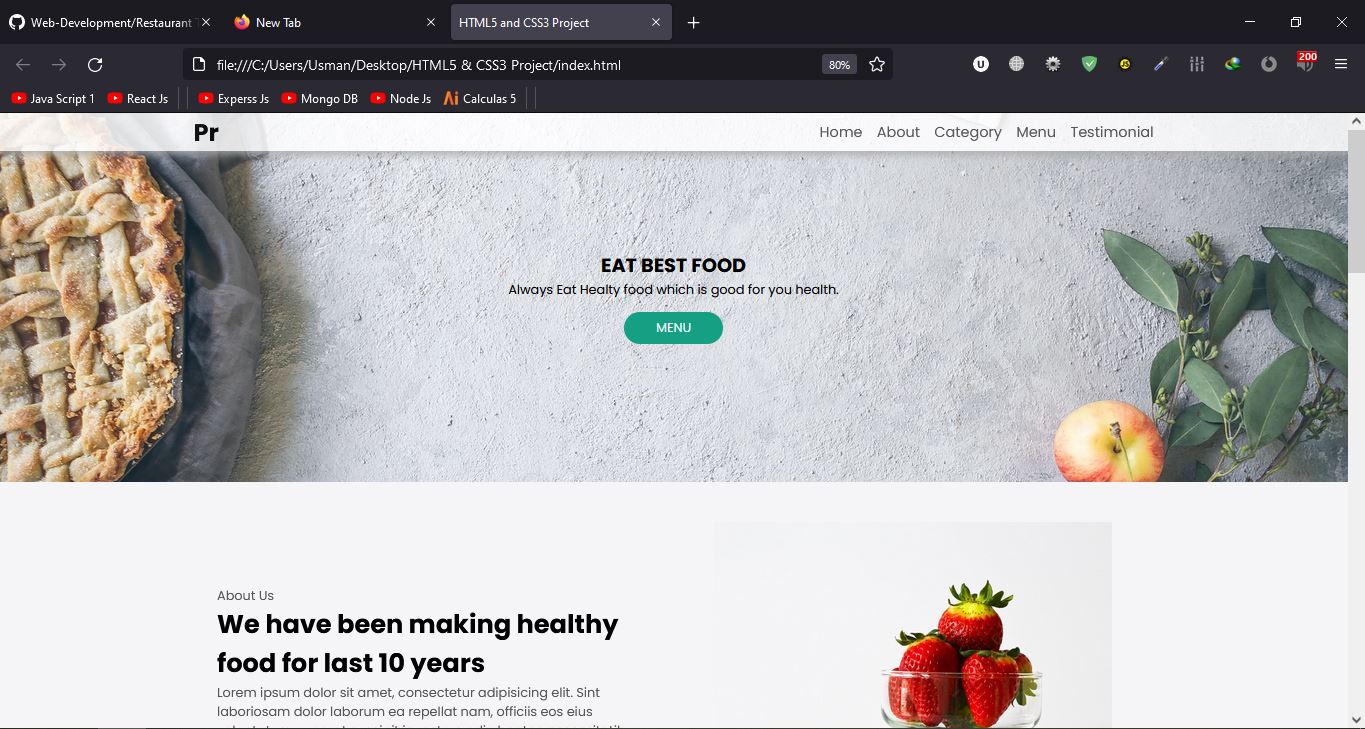 Web-Development/Restaurant
New Tab
HTML5 and CSS3 Project
file:///C:/Users/Usman/Desktop/HTML5 & CSS3 Project/index.html
80%
U
JS
200
Java Script 1
React Js
Experss Js
Mongo DB
Node Js
Calculas 5
Pr
Home About Category Menu Testimonial
EAT BEST FOOD
Always Eat Healty food which is good for you health.
MENU
About Us
We have been making healthy
food for last 10 years
Lorem ipsum dolor sit amet, consectetur adipisicing elit. Sint
laboriosam dolor laborum ea repellat nam, officiis eos eius